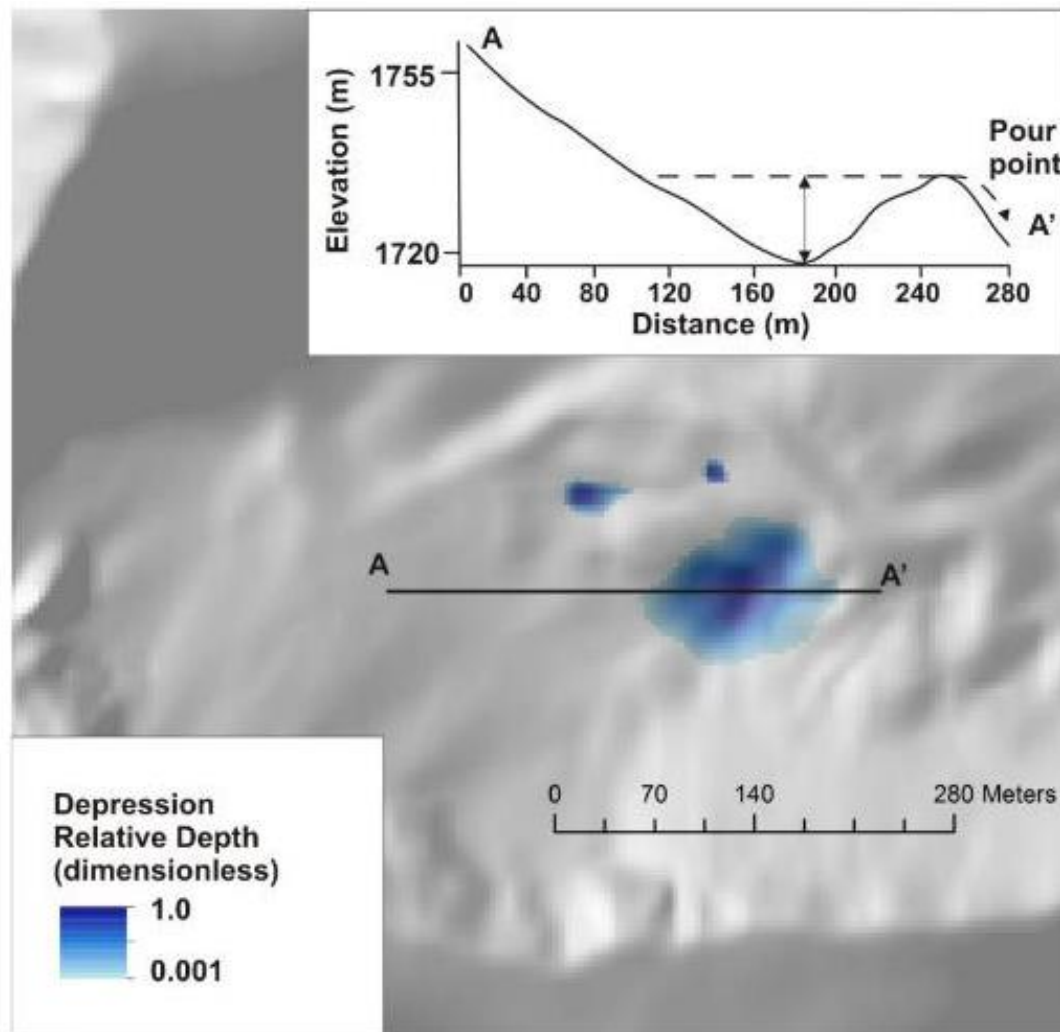 A
1755
Elevation (m)
1720
Pour
point
A'
0 40 80 120 160 200 240 280
Distance (m)
A A'
0 70 140 280 Meters
Depression
Relative Depth
(dimensionless)
1.0
0.001